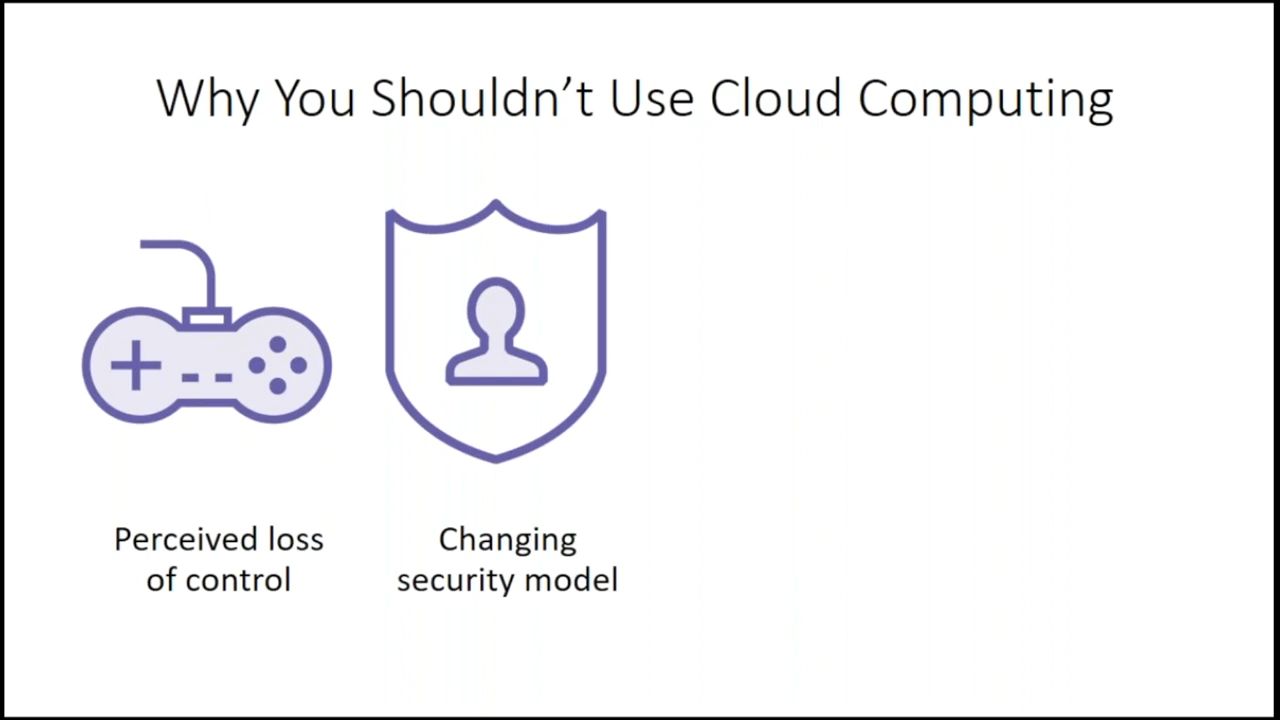 Why You Shouldn’t Use Cloud Computing
Perceived loss
of control
Changing
security model